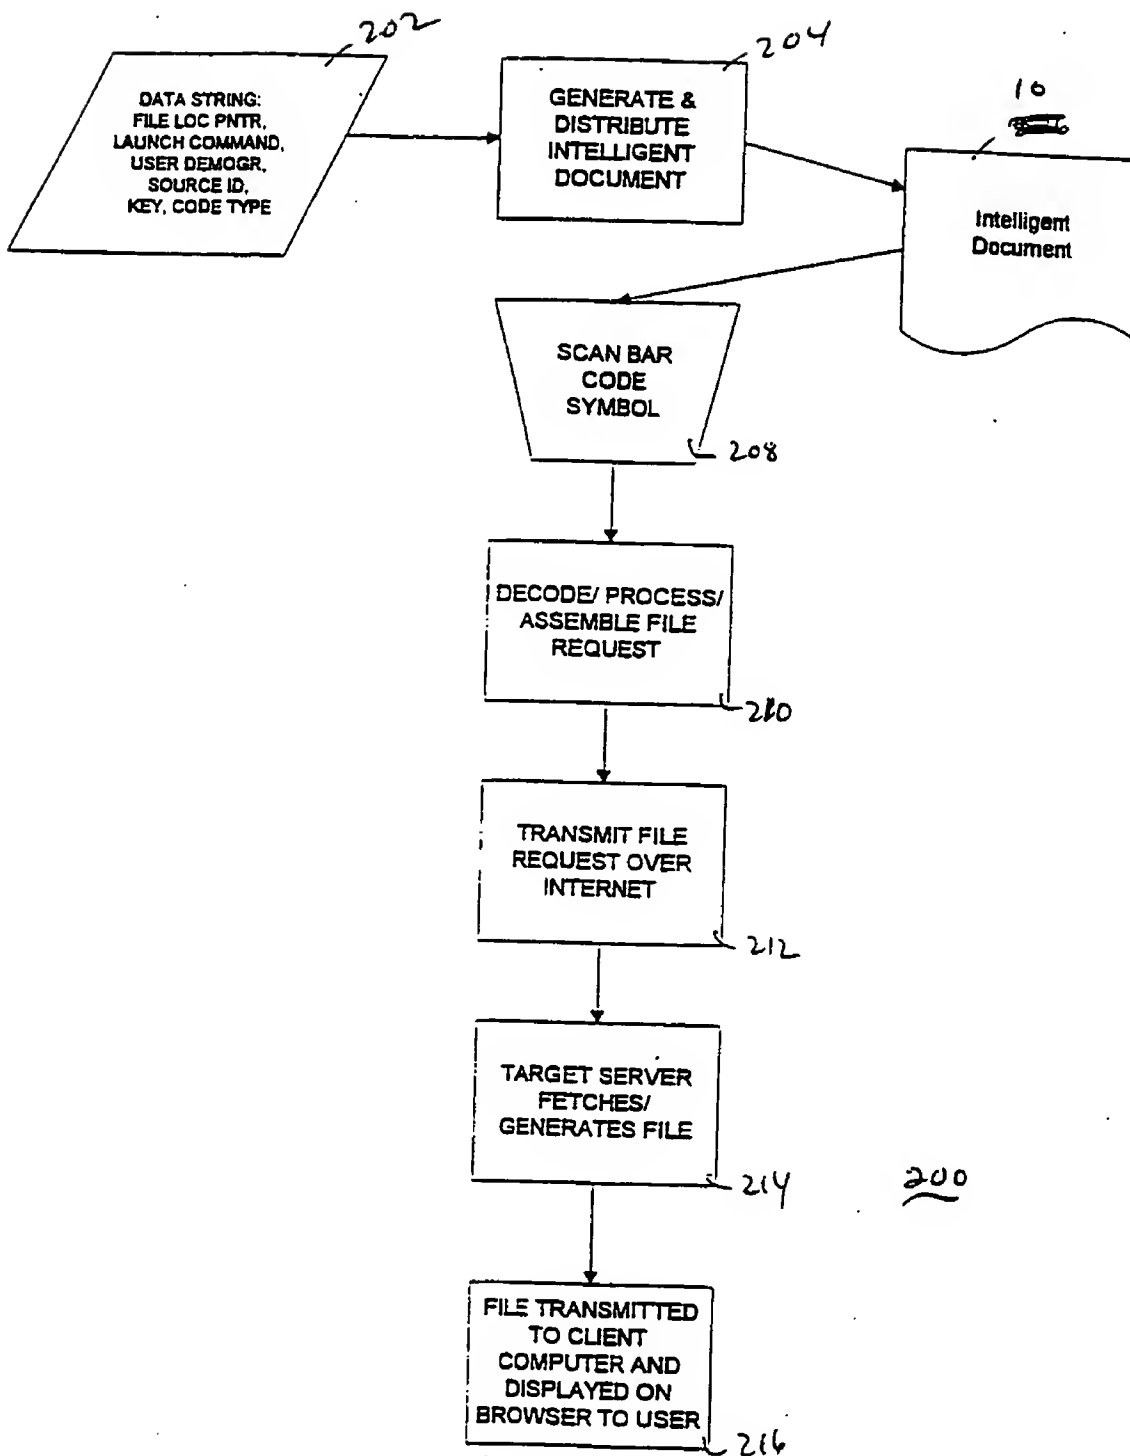 202
DATA STRING:
FILE LOC PNTR,
LAUNCH COMMAND,
USER DEMOGR,
SOURCE ID,
KEY, CODE TYPE
204
GENERATE &
DISTRIBUTE
INTELLIGENT
DOCUMENT
10
Intelligent
Document
SCAN BAR
CODE
SYMBOL
208
DECODE/ PROCESS/
ASSEMBLE FILE
REQUEST
210
TRANSMIT FILE
REQUEST OVER
INTERNET
212
TARGET SERVER
FETCHES/
GENERATES FILE
214
200
FILE TRANSMITTED
TO CLIENT
COMPUTER AND
DISPLAYED ON
BROWSER TO USER
216